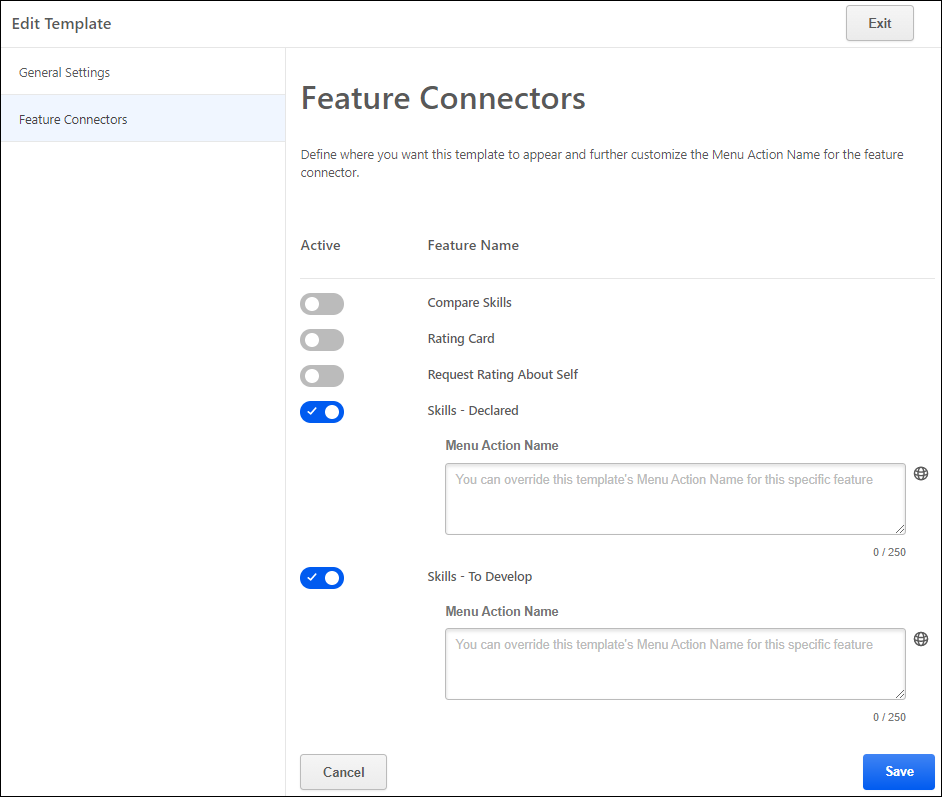 Edit Template
Exit
General Settings
Feature Connectors
Feature Connectors
Define where you want this template to appear and further customize the Menu Action Name for the feature
connector.
Active Feature Name
Compare Skills
Rating Card
Request Rating About Self
Skills - Declared
Menu Action Name
You can override this template's Menu Action Name for this specific feature
0 / 250
Skills - To Develop
Menu Action Name
You can override this template's Menu Action Name for this specific feature
0 / 250
Cancel Save